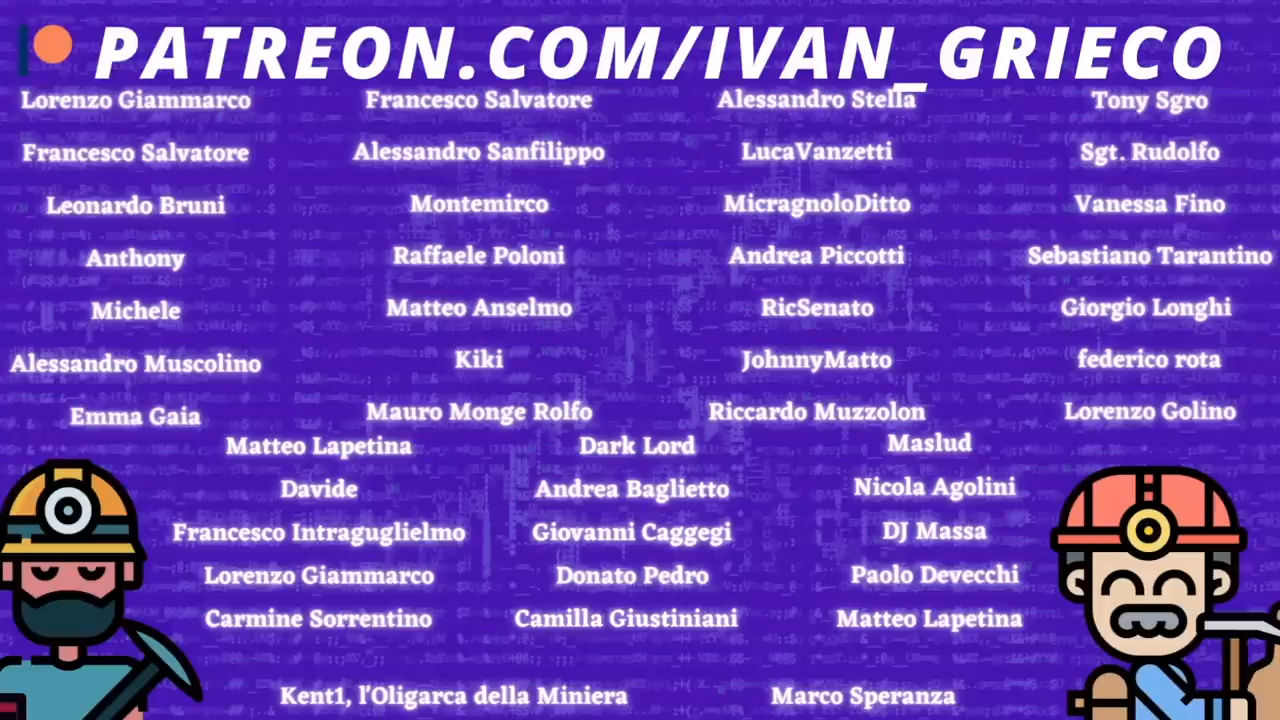 PATREON.COM/IVAN_GRIECO
Lorenzo Giammarco Francesco Salvatore Alessandro Stella Tony Sgro
Francesco Salvatore Alessandro Sanfilippo LucaVanzetti Sgt. Rudolfo
Leonardo Bruni Montemirco MicragnoloDitto Vanessa Fino
Anthony Raffaele Poloni Andrea Piccotti Sebastiano Tarantino
Michele Matteo Anselmo RicSenato Giorgio Longhi
Alessandro Muscolino Kiki JohnnyMatto federico rota
Emma Gaia Mauro Monge Rolfo Riccardo Muzzolon Lorenzo Golino
Matteo Lapetina Dark Lord Maslud
Davide Andrea Baglietto Nicola Agolini
Francesco Intraguglielmo Giovanni Caggegi DJ Massa
Lorenzo Giammarco Donato Pedro Paolo Devecchi
Carmine Sorrentino Camilla Giustiniani Matteo Lapetina
Kent1, l'Oligarca della Miniera Marco Speranza